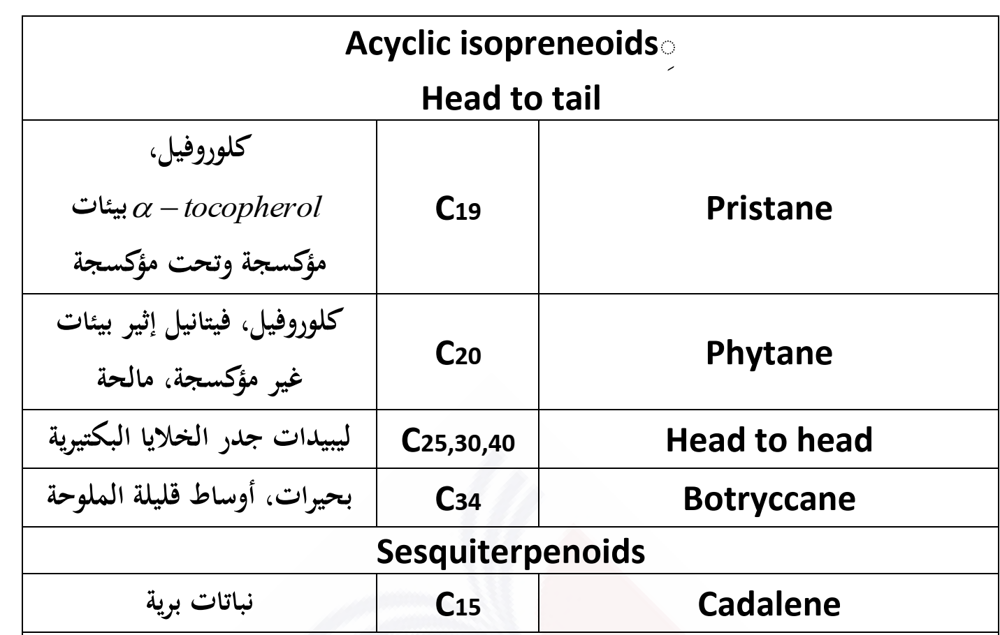 Acyclic isopreneoidsِ
Head to tail
Pristane
C19
كلوروفيل،
α – tocopherol بيئات
مؤكسجة وتحت مؤكسجة
Phytane
C20
كلوروفيل، فيتانيل إثير بيئات
غير مؤكسجة، مالحة
Head to head
C25,30,40
ليبيدات جدر الخلايا البكتيرية
Botryccane
C34
بحيرات، أوساط قليلة الملوحة
Sesquiterpenoids
Cadalene
C15
نباتات برية